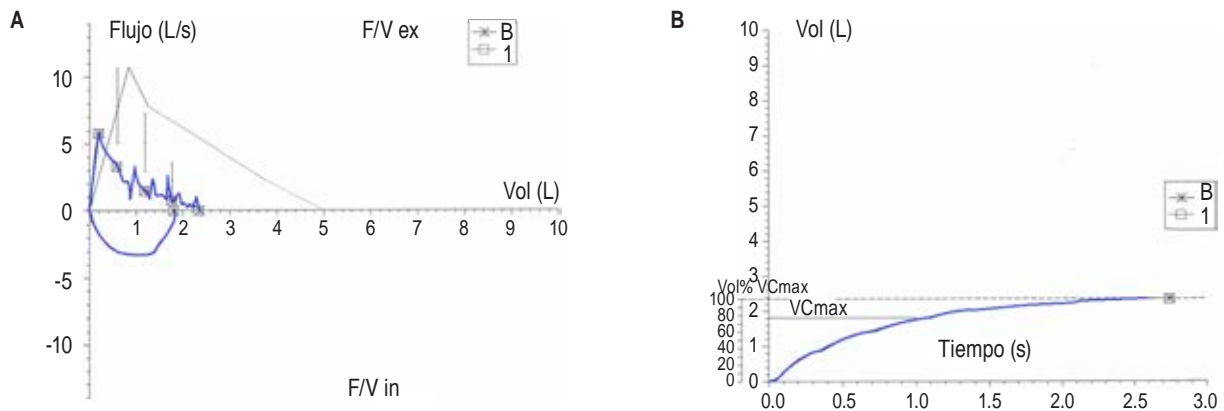 A
Flujo (L/s)
F/V ex
B
1
10
5
0
-5
-10
Vol (L)
1 2 3 4 5 6 7 8 9 10
F/V in
B
Vol (L)
10
9
8
7
6
5
4
3
2
1
0
B
1
Vol% VCmax
100
80
60
40
20
0
VCmax
Tiempo (s)
0.0 0.5 1.0 1.5 2.0 2.5 3.0